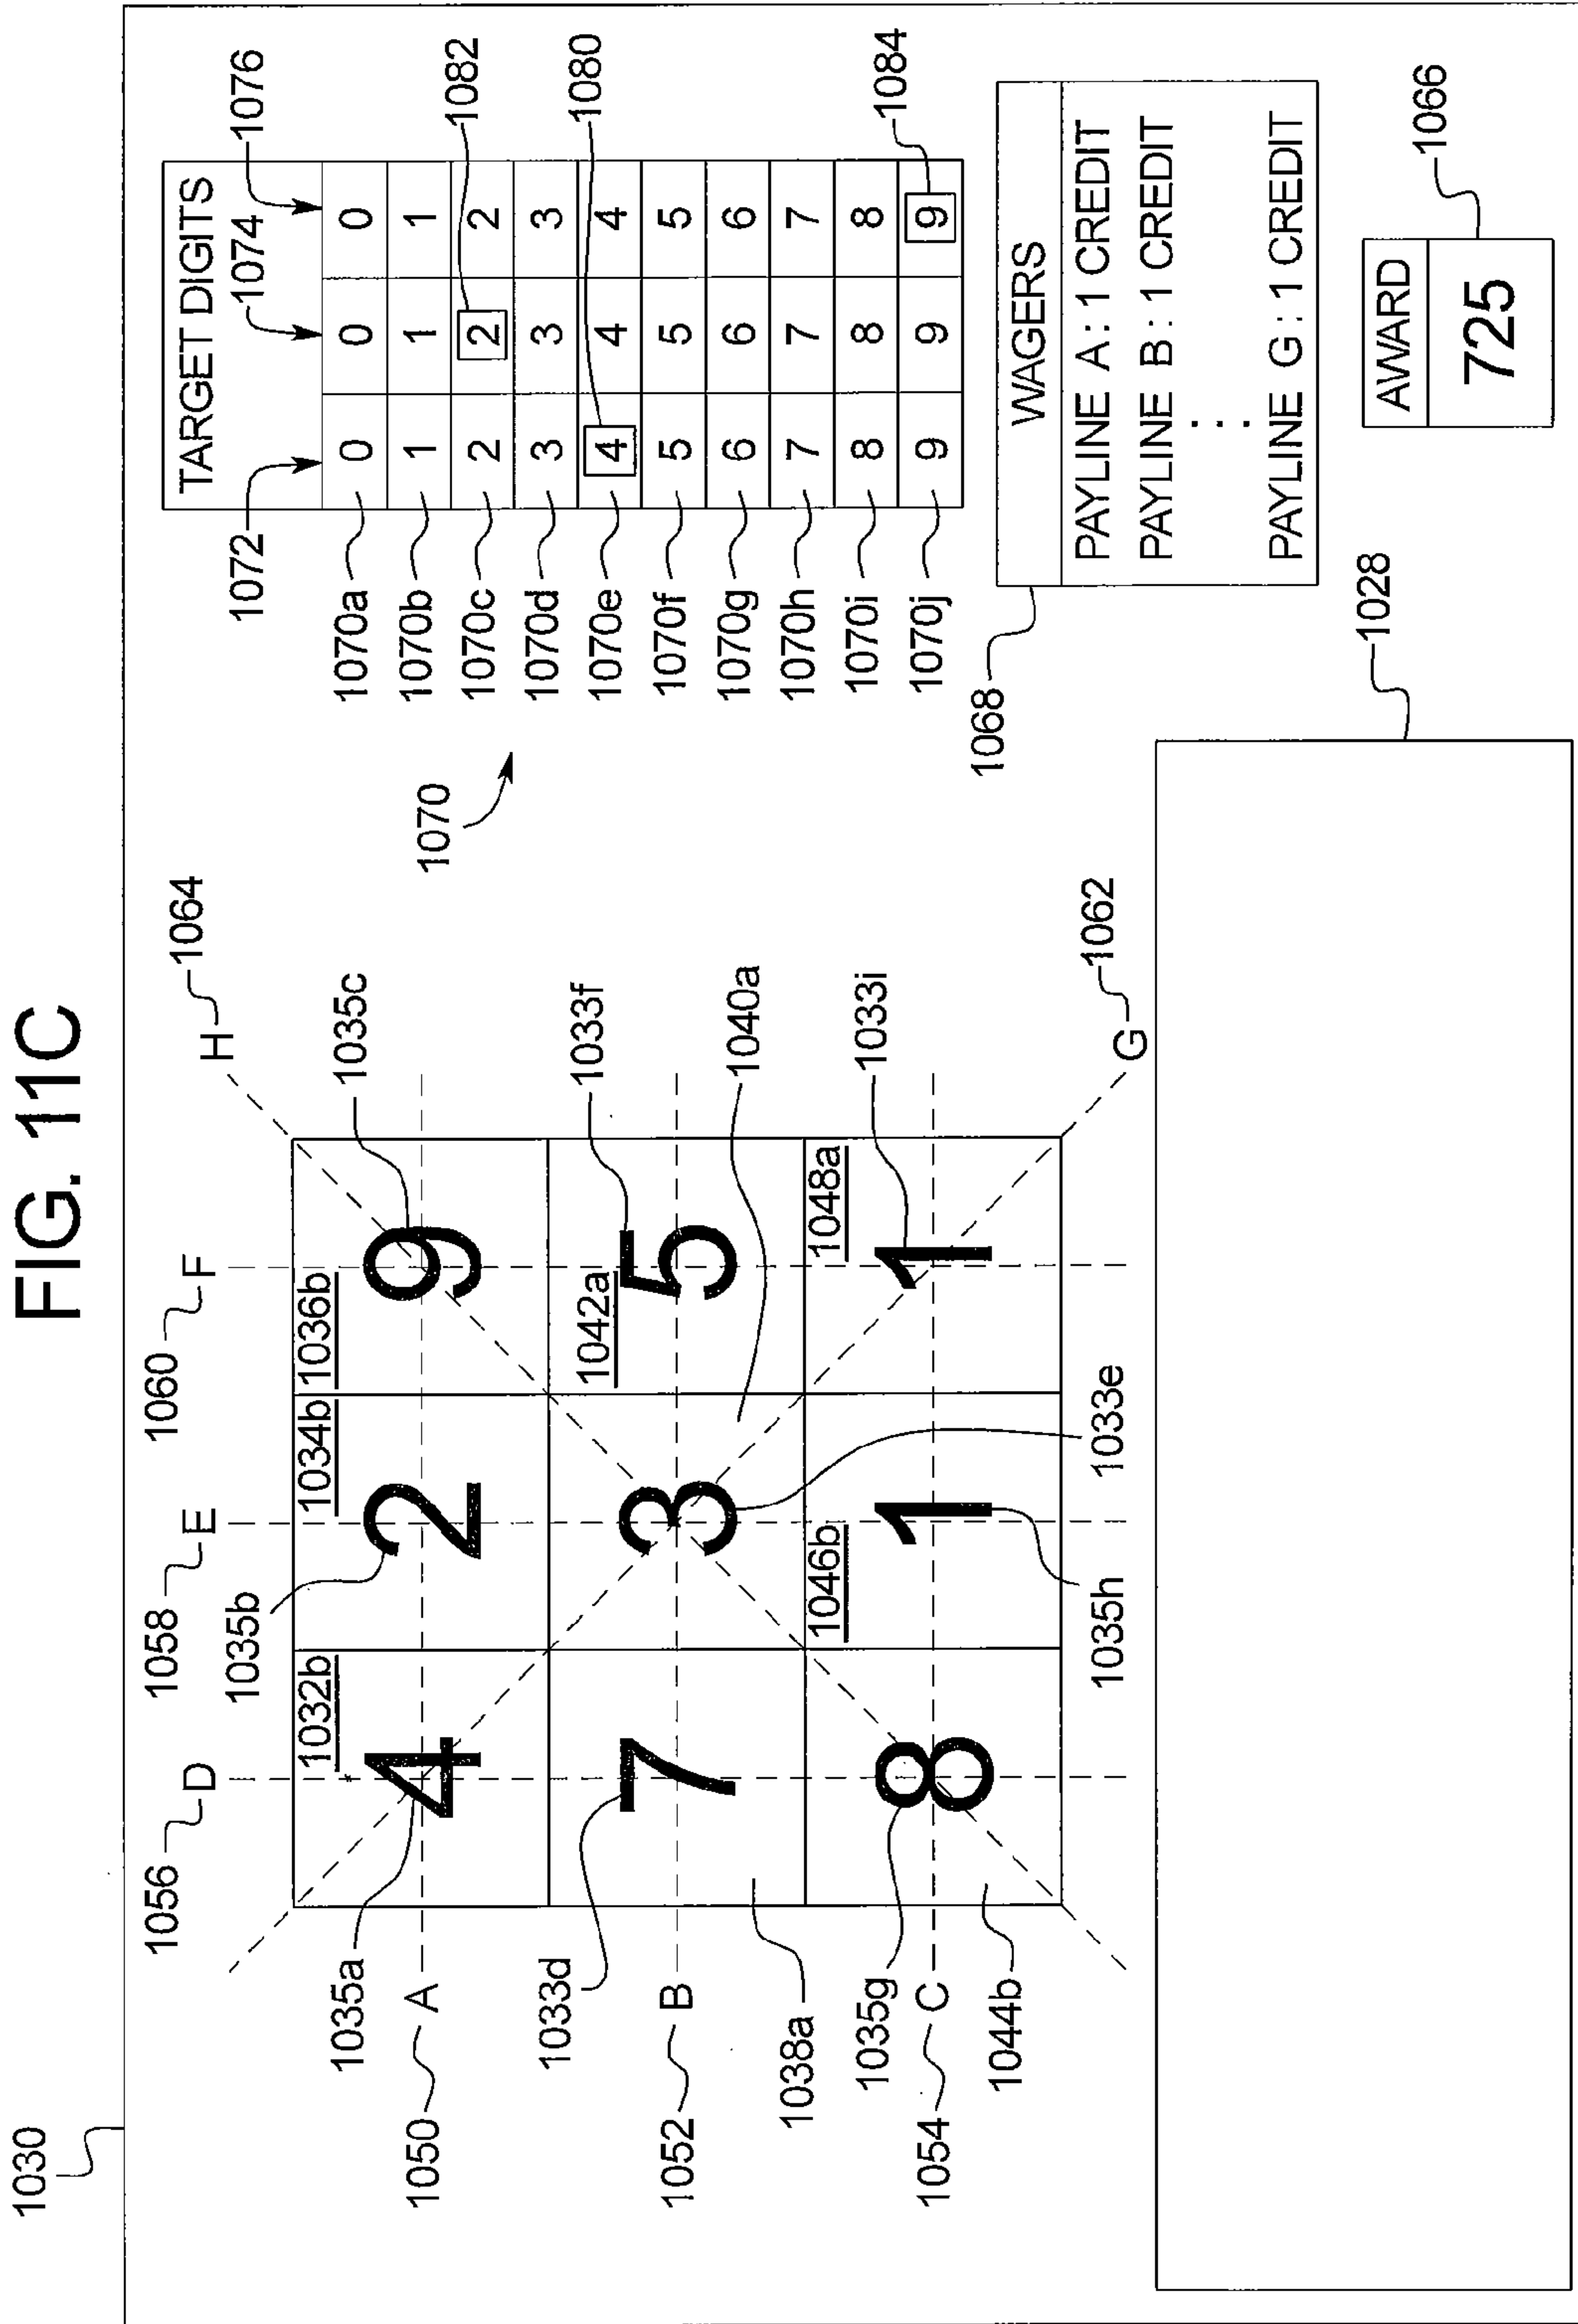 FIG. 11C
1030
1056 D
1058 E
1060 F
H 1064
1035b
1032b
1034b
1036b
1035c
4 2 9
1035a
1050 A
1033d
1042a
1033f
7 3 5
1052 B
1038a
1040a
1046b
1048a
1033i
8 1 1
1035g
1054 C
1044b
1035h
1033e
G 1062
1070
TARGET DIGITS
1072
1074
1076
1070a 0 0 0
1070b 1 1 1
1070c 2 2 2
1082
1070d 3 3 3
1070e 4 4 4
1080
1070f 5 5 5
1070g 6 6 6
1070h 7 7 7
1070i 8 8 8
1070j 9 9 9
1084
1068
WAGERS
PAYLINE A : 1 CREDIT
PAYLINE B : 1 CREDIT
⋮
PAYLINE G : 1 CREDIT
1028
AWARD
725
1066